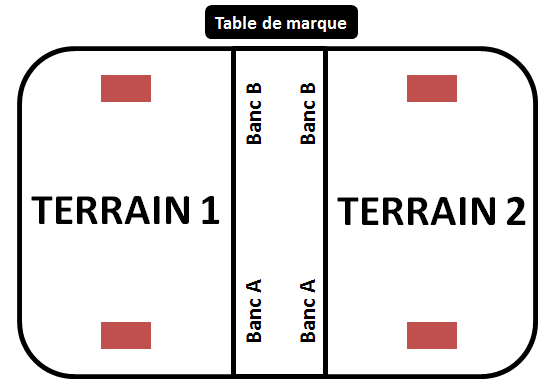 Table de marque
Banc B
Banc B
TERRAIN 1
TERRAIN 2
Banc A
Banc A